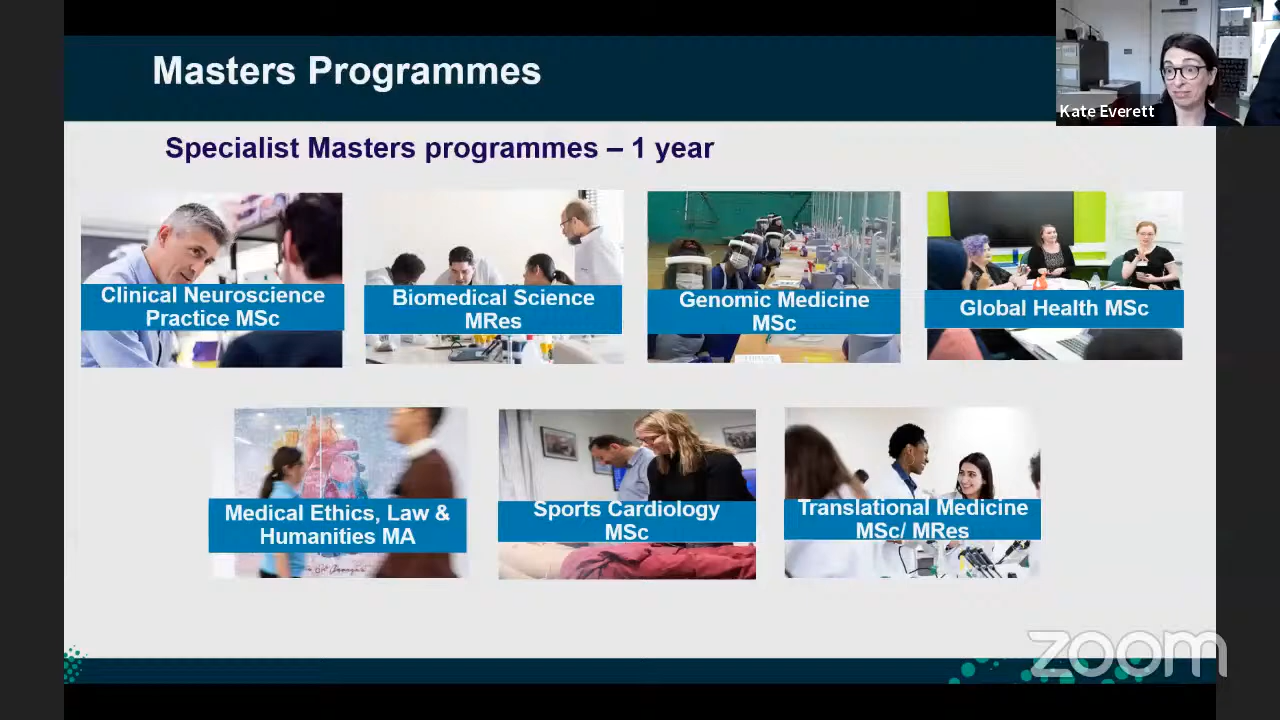 Masters Programmes
Kate Everett
Specialist Masters programmes – 1 year
Clinical Neuroscience
Practice MSc
Biomedical Science
MRes
Genomic Medicine
MSc
Global Health MSc
Medical Ethics, Law &
Humanities MA
Sports Cardiology
MSc
Translational Medicine
MSc/ MRes
zoom